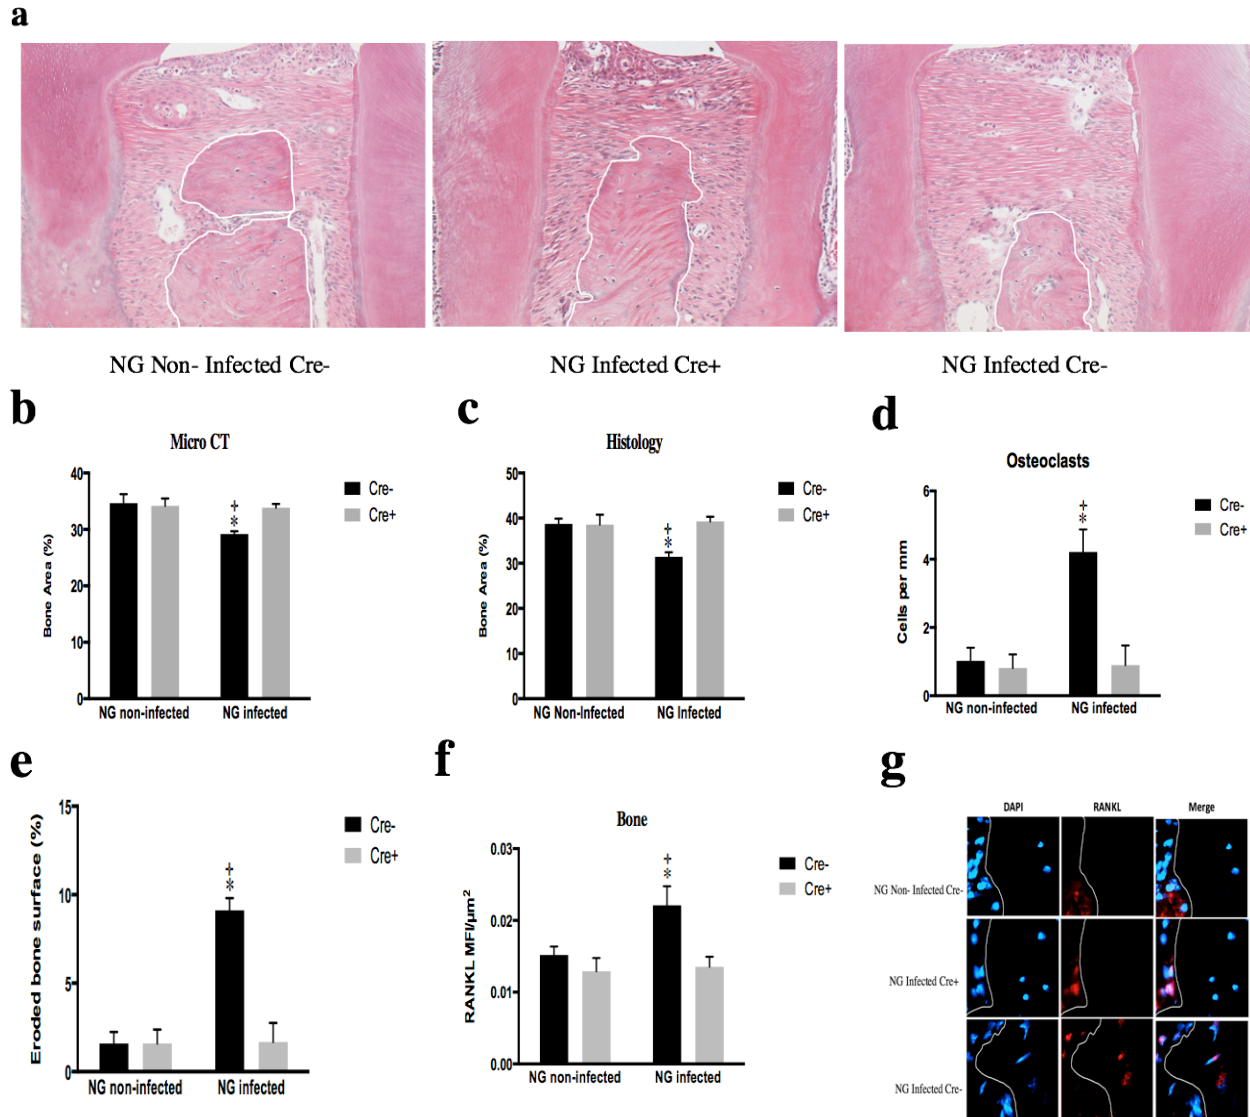 a
NG Non- Infected Cre-
NG Infected Cre+
NG Infected Cre-
b
Micro CT
Bone Area (%)
40
30
20
10
0
NG non-infected
NG infected
Cre-
Cre+
÷
*
c
Histology
Bone Area (%)
50
40
30
20
10
0
NG Non-Infected
NG Infected
Cre-
Cre+
÷
*
d
Osteoclasts
Cells per mm
6
4
2
0
NG non-infected
NG infected
Cre-
Cre+
÷
*
e
Eroded bone surface (%)
15
10
5
0
NG non-infected
NG infected
Cre-
Cre+
÷
*
f
Bone
RANKL MFI/µm²
0.03
0.02
0.01
0.00
NG non-infected
NG infected
Cre-
Cre+
÷
*
g
DAPI RANKL Merge
NG Non- Infected Cre-
NG Infected Cre+
NG Infected Cre-